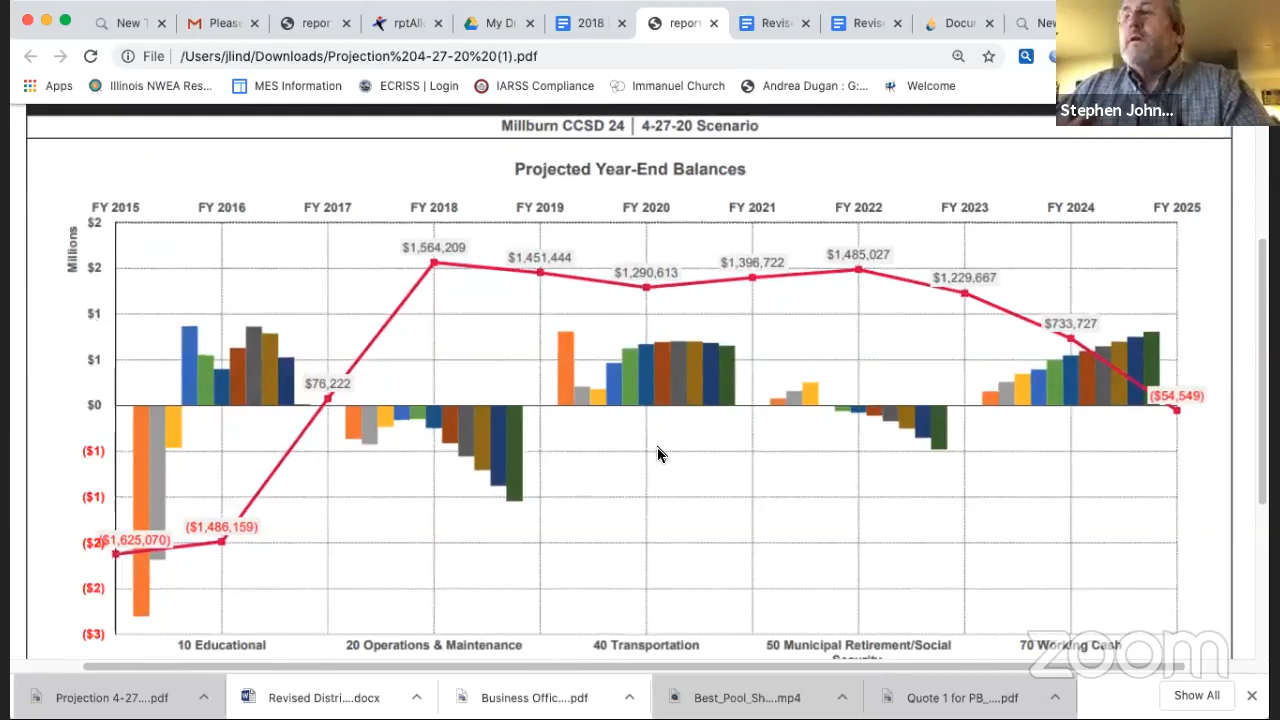 New T
Please
repor
rptAll
My Dr
2018
repor
Revise
Revise
Docur
New
File
/Users/jlind/Downloads/Projection%204-27-20%20(1).pdf
Apps
Illinois NWEA Res...
MES Information
ECRISS | Login
IARSS Compliance
Immanuel Church
Andrea Dugan : G:...
Welcome
Stephen John...
Millburn CCSD 24 | 4-27-20 Scenario
Projected Year-End Balances
FY 2015 FY 2016 FY 2017 FY 2018 FY 2019 FY 2020 FY 2021 FY 2022 FY 2023 FY 2024 FY 2025
Millions
$2
$2
$1
$1
$0
($1)
($1)
($2)
($2)
($3)
($1,625,070)
($1,486,159)
$76,222
$1,564,209
$1,451,444
$1,290,613
$1,396,722
$1,485,027
$1,229,667
$733,727
($54,549)
10 Educational
20 Operations & Maintenance
40 Transportation
50 Municipal Retirement/Social
Security
70 Working Cash
zoom
Projection 4-27....pdf
Revised Distri....docx
Business Offic....pdf
Best_Pool_Sh....mp4
Quote 1 for PB_....pdf
Show All